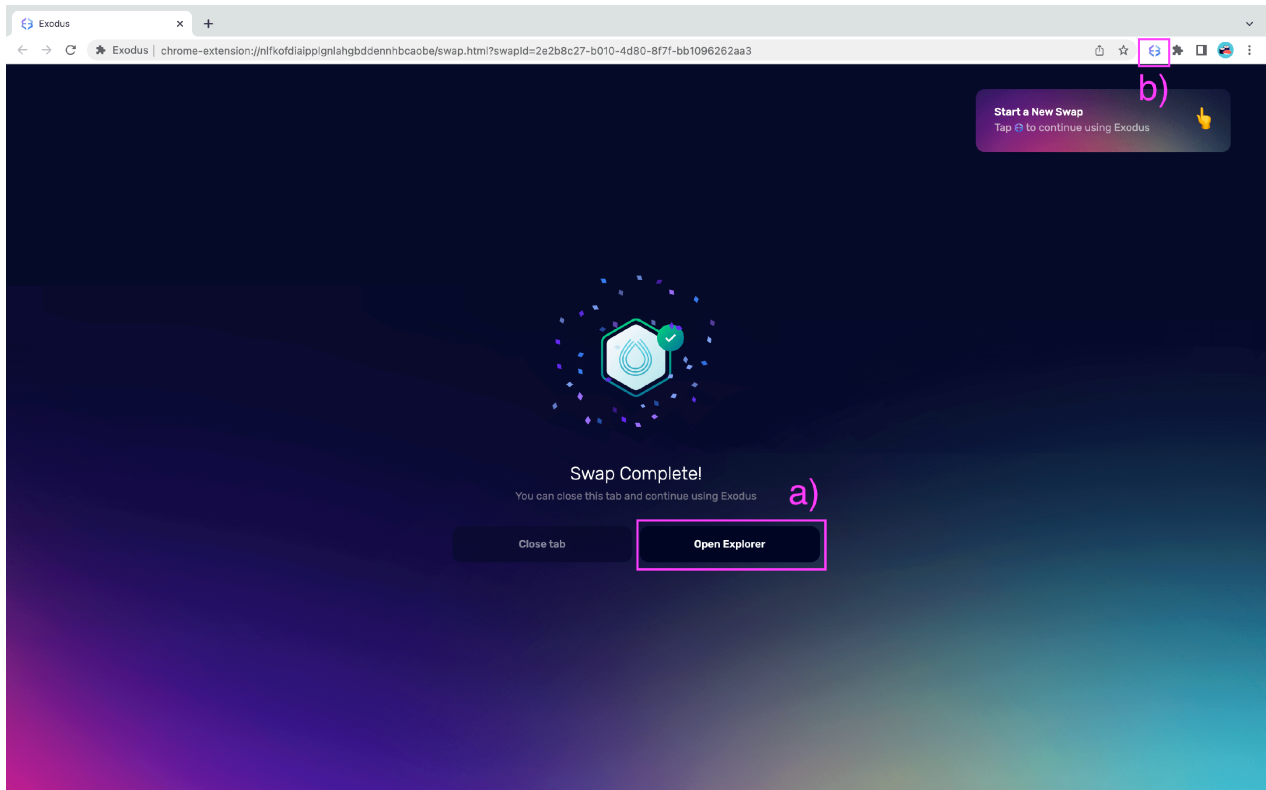 Exodus
Exodus | chrome-extension://nlfkofdiaipplgnlahgbddennhbcaobe/swap.html?swapId=2e2b8c27-b010-4d80-8f7f-bb1096262aa3
b)
Start a New Swap
Tap to continue using Exodus
Swap Complete!
You can close this tab and continue using Exodus
a)
Close tab
Open Explorer